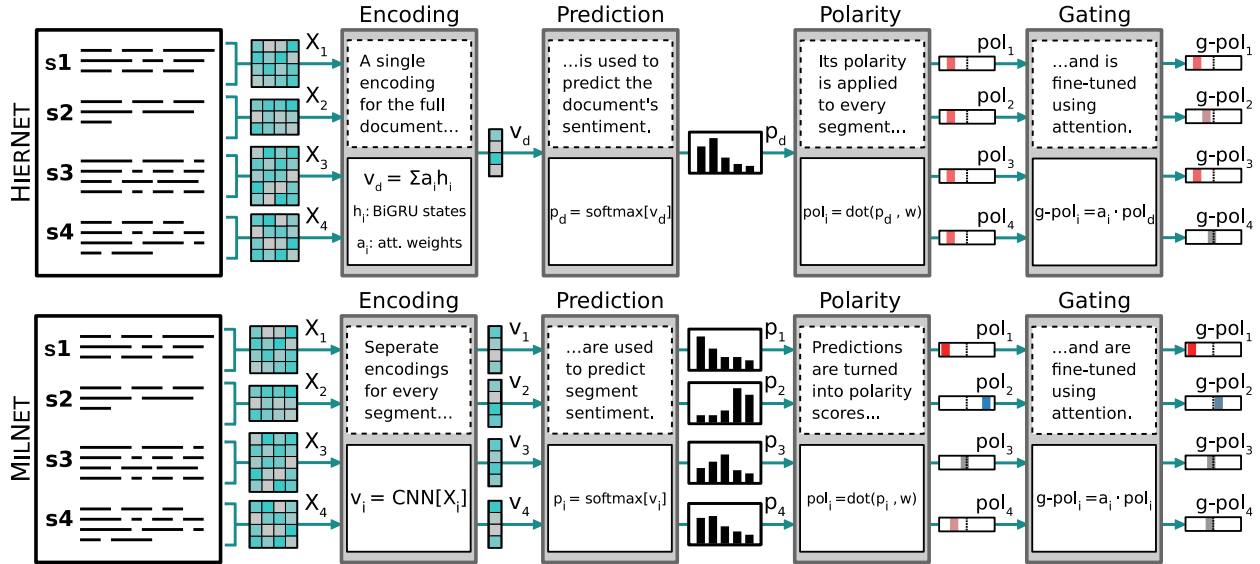 HIERNET
s1
s2
s3
s4
X1
X2
X3
X4
Encoding
A single
encoding
for the full
document...
vd = Σaihi
hi: BiGRU states
ai: att. weights
vd
Prediction
...is used to
predict the
document's
sentiment.
pd = softmax[vd]
pd
Polarity
Its polarity
is applied
to every
segment...
poli = dot(pd , w)
pol1
pol2
pol3
pol4
Gating
...and is
fine-tuned
using
attention.
g-poli = ai · pold
g-pol1
g-pol2
g-pol3
g-pol4
MILNET
s1
s2
s3
s4
X1
X2
X3
X4
Encoding
Seperate
encodings
for every
segment...
vi = CNN[Xi]
v1
v2
v3
v4
Prediction
...are used
to predict
segment
sentiment.
pi = softmax[vi]
p1
p2
p3
p4
Polarity
Predictions
are turned
into polarity
scores...
poli = dot(pi , w)
pol1
pol2
pol3
pol4
Gating
...and are
fine-tuned
using
attention.
g-poli = ai · poli
g-pol1
g-pol2
g-pol3
g-pol4